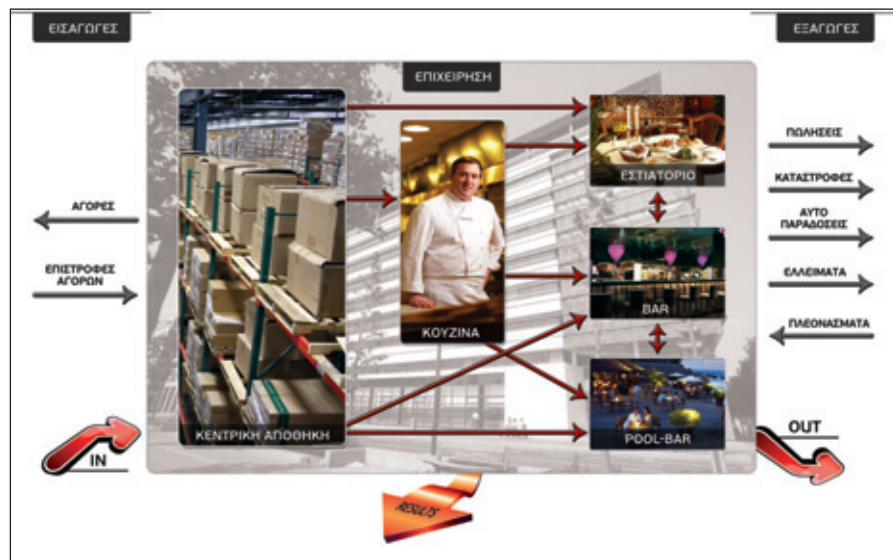 ΕΙΣΑΓΩΓΕΣ
ΕΞΑΓΩΓΕΣ
ΕΠΙΧΕΙΡΗΣΗ
ΑΓΟΡΕΣ
ΕΠΙΣΤΡΟΦΕΣ
ΑΓΟΡΩΝ
ΚΕΝΤΡΙΚΗ ΑΠΟΘΗΚΗ
ΚΟΥΖΙΝΑ
ΕΣΤΙΑΤΟΡΙΟ
BAR
POOL-BAR
ΠΩΛΗΣΕΙΣ
ΚΑΤΑΣΤΡΟΦΕΣ
ΑΥΤΟ
ΠΑΡΑΔΟΣΕΙΣ
ΕΛΛΕΙΜΑΤΑ
ΠΛΕΟΝΑΣΜΑΤΑ
IN
OUT
RESULTS